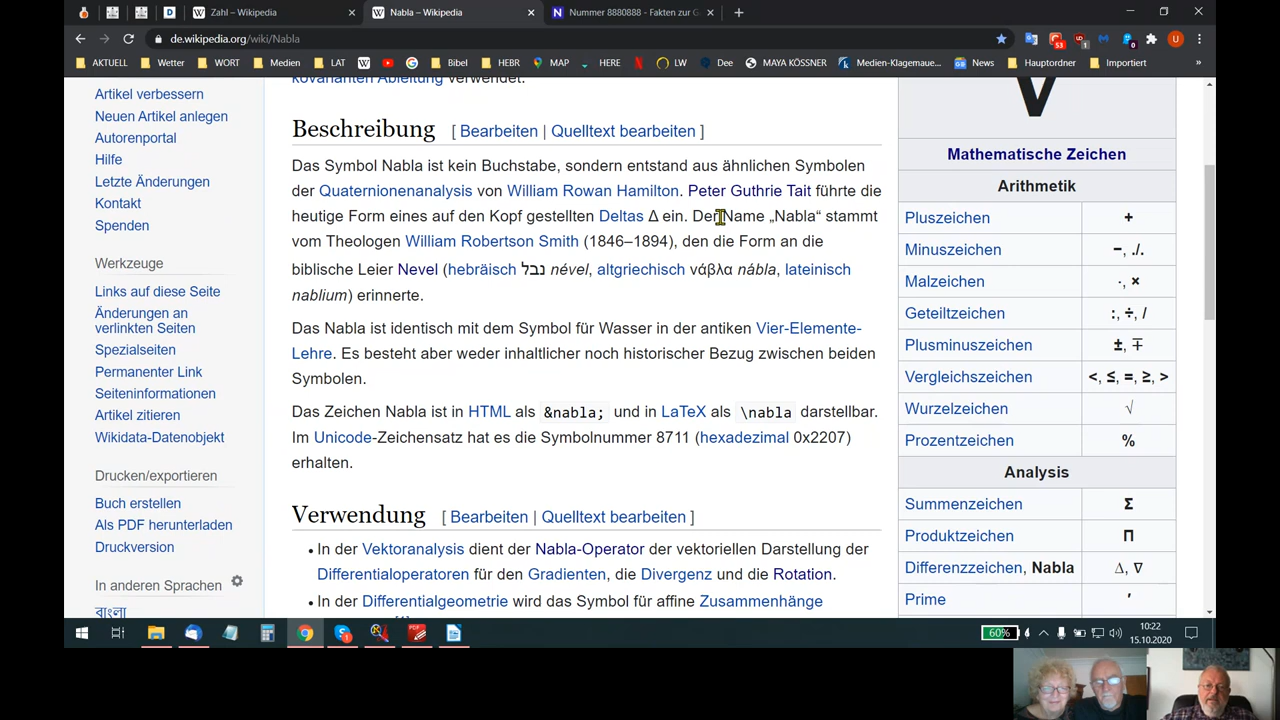 Zahl – Wikipedia
Nabla – Wikipedia
Nummer 8880888 - Fakten zur G
de.wikipedia.org/wiki/Nabla
AKTUELL Wetter WORT Medien LAT Bibel HEBR MAP HERE LW Dee MAYA KÖSSNER Medien-Klagemaue... News Hauptordner Importiert »
kovarianten Ableitung verwendet.
Artikel verbessern
Neuen Artikel anlegen
Autorenportal
Hilfe
Letzte Änderungen
Kontakt
Spenden
Werkzeuge
Links auf diese Seite
Änderungen an
verlinkten Seiten
Spezialseiten
Permanenter Link
Seiteninformationen
Artikel zitieren
Wikidata-Datenobjekt
Drucken/exportieren
Buch erstellen
Als PDF herunterladen
Druckversion
In anderen Sprachen
বাংলা
Beschreibung [ Bearbeiten | Quelltext bearbeiten ]
Das Symbol Nabla ist kein Buchstabe, sondern entstand aus ähnlichen Symbolen
der Quaternionenanalysis von William Rowan Hamilton. Peter Guthrie Tait führte die
heutige Form eines auf den Kopf gestellten Deltas Δ ein. Der Name „Nabla“ stammt
vom Theologen William Robertson Smith (1846–1894), den die Form an die
biblische Leier Nevel (hebräisch נבל névél, altgriechisch νάβλα nábla, lateinisch
nablium) erinnerte.
Das Nabla ist identisch mit dem Symbol für Wasser in der antiken Vier-Elemente-
Lehre. Es besteht aber weder inhaltlicher noch historischer Bezug zwischen beiden
Symbolen.
Das Zeichen Nabla ist in HTML als &nabla; und in LaTeX als \nabla darstellbar.
Im Unicode-Zeichensatz hat es die Symbolnummer 8711 (hexadezimal 0x2207)
erhalten.
Verwendung [ Bearbeiten | Quelltext bearbeiten ]
• In der Vektoranalysis dient der Nabla-Operator der vektoriellen Darstellung der
Differentialoperatoren für den Gradienten, die Divergenz und die Rotation.
• In der Differentialgeometrie wird das Symbol für affine Zusammenhänge
Mathematische Zeichen
Arithmetik
Pluszeichen +
Minuszeichen −, ./.
Malzeichen ·, ×
Geteiltzeichen :, ÷, /
Plusminuszeichen ±, ∓
Vergleichszeichen <, ≤, =, ≥, >
Wurzelzeichen √
Prozentzeichen %
Analysis
Summenzeichen Σ
Produktzeichen Π
Differenzzeichen, Nabla Δ, ∇
Prime ′
60%
10:22
15.10.2020